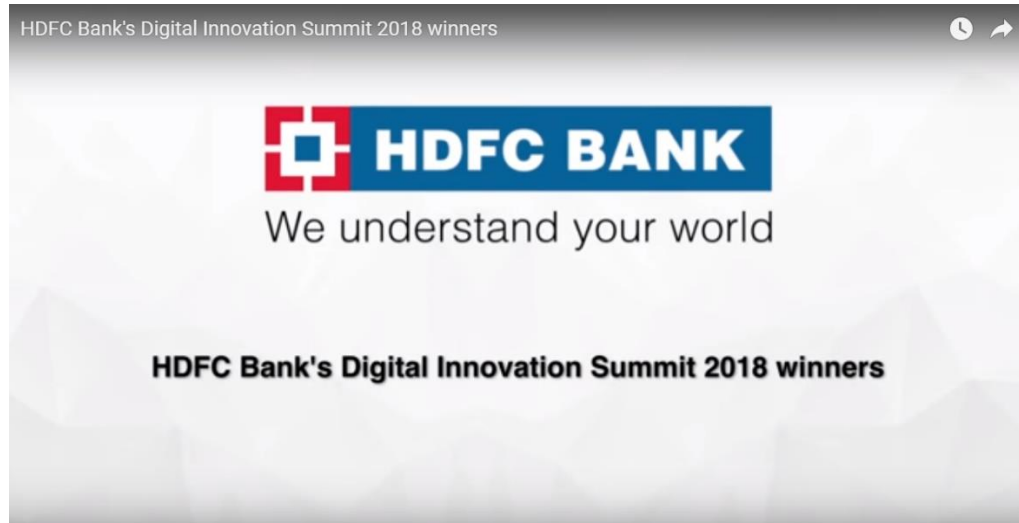 HDFC Bank's Digital Innovation Summit 2018 winners
HDFC BANK
We understand your world
HDFC Bank's Digital Innovation Summit 2018 winners